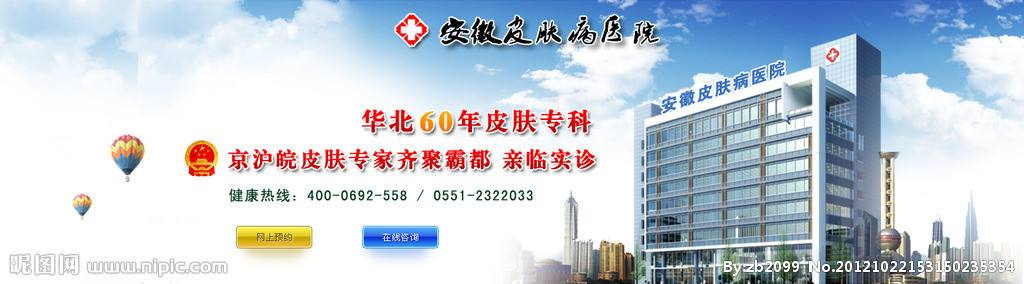 安徽皮肤病医院
安徽皮肤病医院
华北60年皮肤专科
京沪皖皮肤专家齐聚霸都 亲临实诊
健康热线：400-0692-558 / 0551-2322033
网上预约
在线咨询
昵图网 www.nipic.com
By:zb2099 No.20121022153150235354